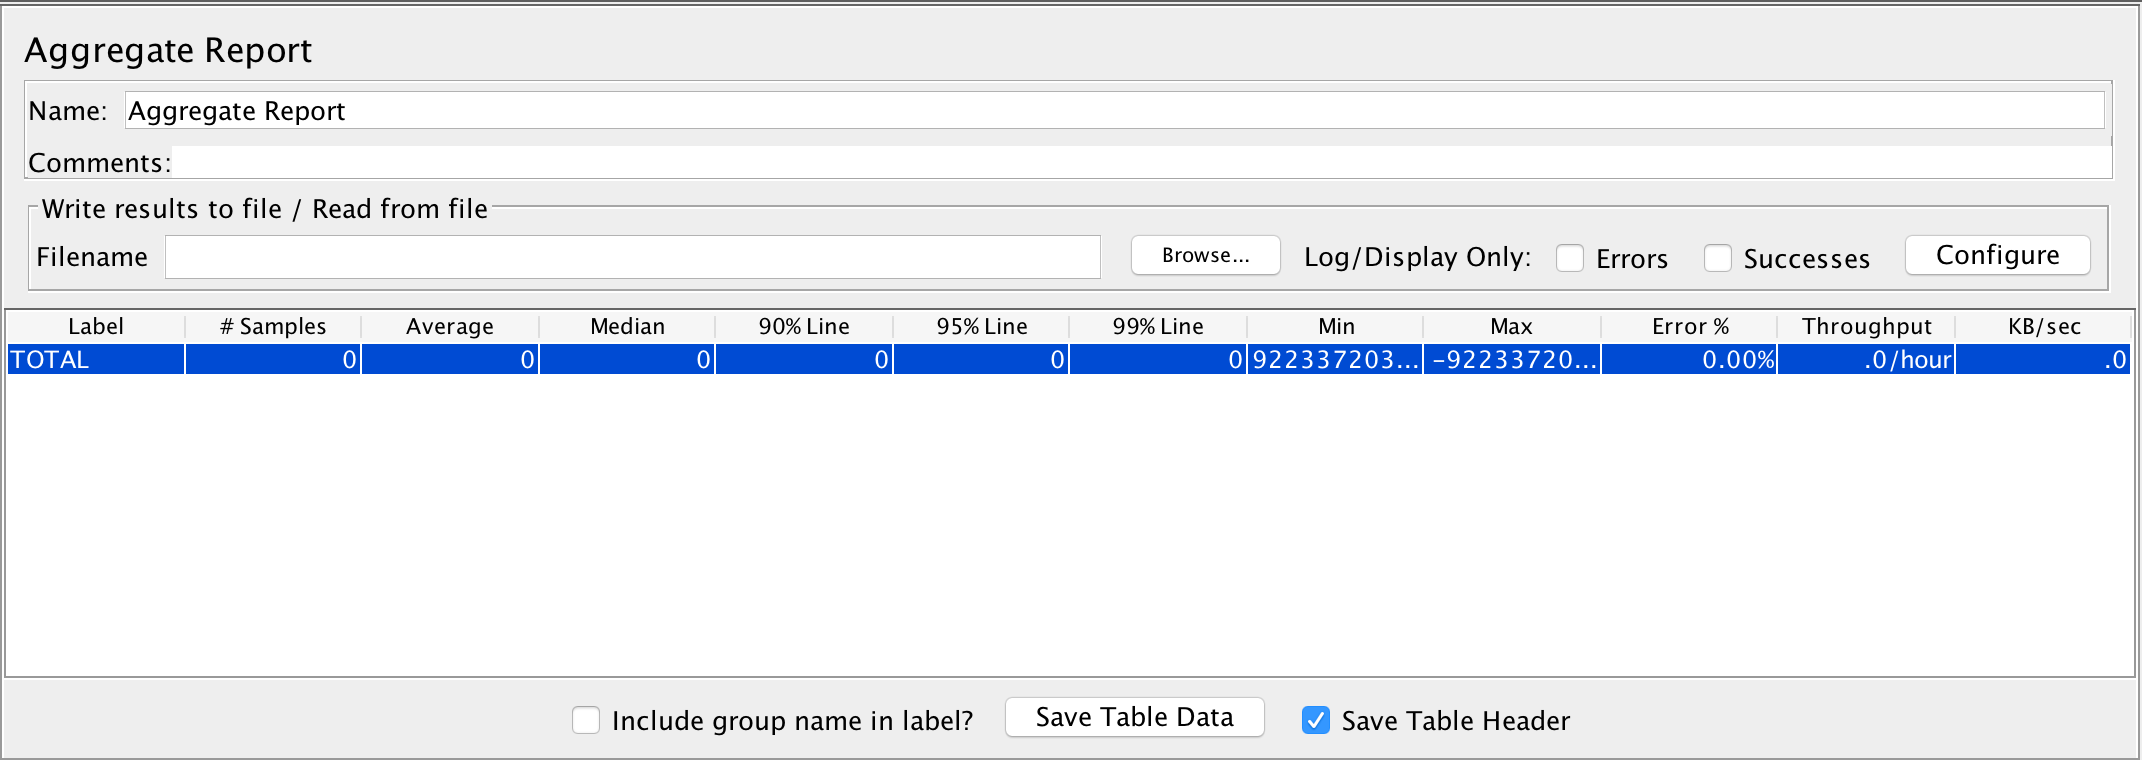 Aggregate Report
Name: Aggregate Report
Comments:
Write results to file / Read from file
Filename Browse... Log/Display Only: Errors Successes Configure
Label # Samples Average Median 90% Line 95% Line 99% Line Min Max Error % Throughput KB/sec
TOTAL 0 0 0 0 0 0 922337203... -92233720... 0.00% .0/hour .0
Include group name in label? Save Table Data Save Table Header